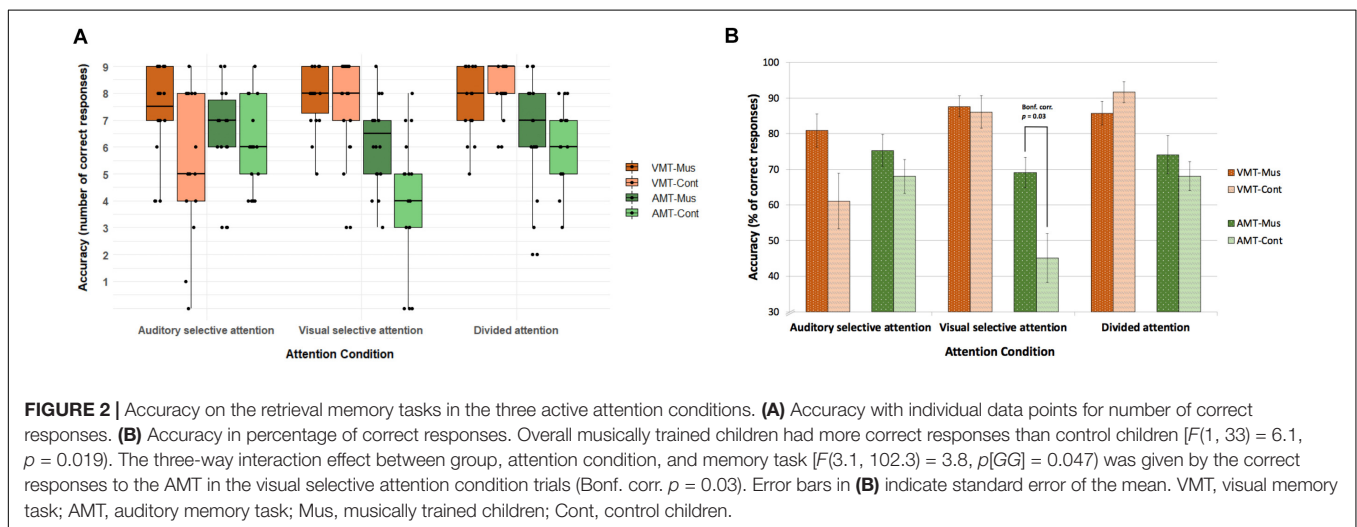 A
Accuracy (number of correct responses)
9
8
7
6
5
4
3
2
1
Auditory selective attention
Visual selective attention
Divided attention
Attention Condition
VMT-Mus
VMT-Cont
AMT-Mus
AMT-Cont
B
Accuracy (% of correct responses)
100
90
80
70
60
50
40
30
Bonf. corr.
p = 0.03
Auditory selective attention
Visual selective attention
Divided attention
Attention Condition
VMT-Mus
VMT-Cont
AMT-Mus
AMT-Cont
FIGURE 2 | Accuracy on the retrieval memory tasks in the three active attention conditions. (A) Accuracy with individual data points for number of correct
responses. (B) Accuracy in percentage of correct responses. Overall musically trained children had more correct responses than control children [F(1, 33) = 6.1,
p = 0.019). The three-way interaction effect between group, attention condition, and memory task [F(3.1, 102.3) = 3.8, p[GG] = 0.047) was given by the correct
responses to the AMT in the visual selective attention condition trials (Bonf. corr. p = 0.03). Error bars in (B) indicate standard error of the mean. VMT, visual memory
task; AMT, auditory memory task; Mus, musically trained children; Cont, control children.